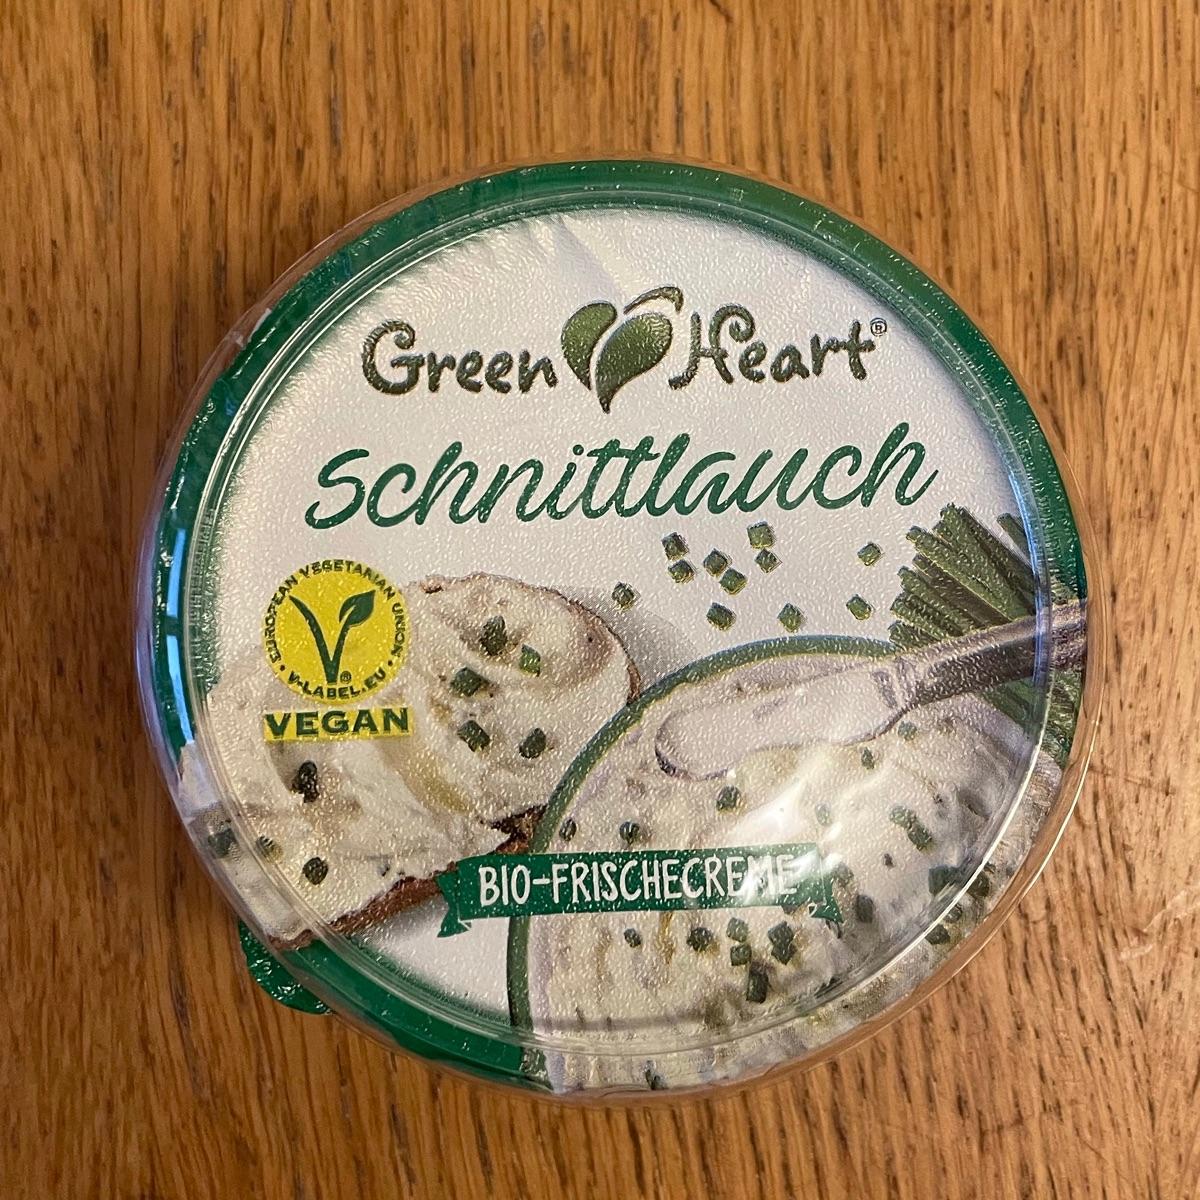 Green Heart®
Schnittlauch
EUROPEAN VEGETARIAN UNION
• V-LABEL.EU •
VEGAN
BIO-FRISCHECREME